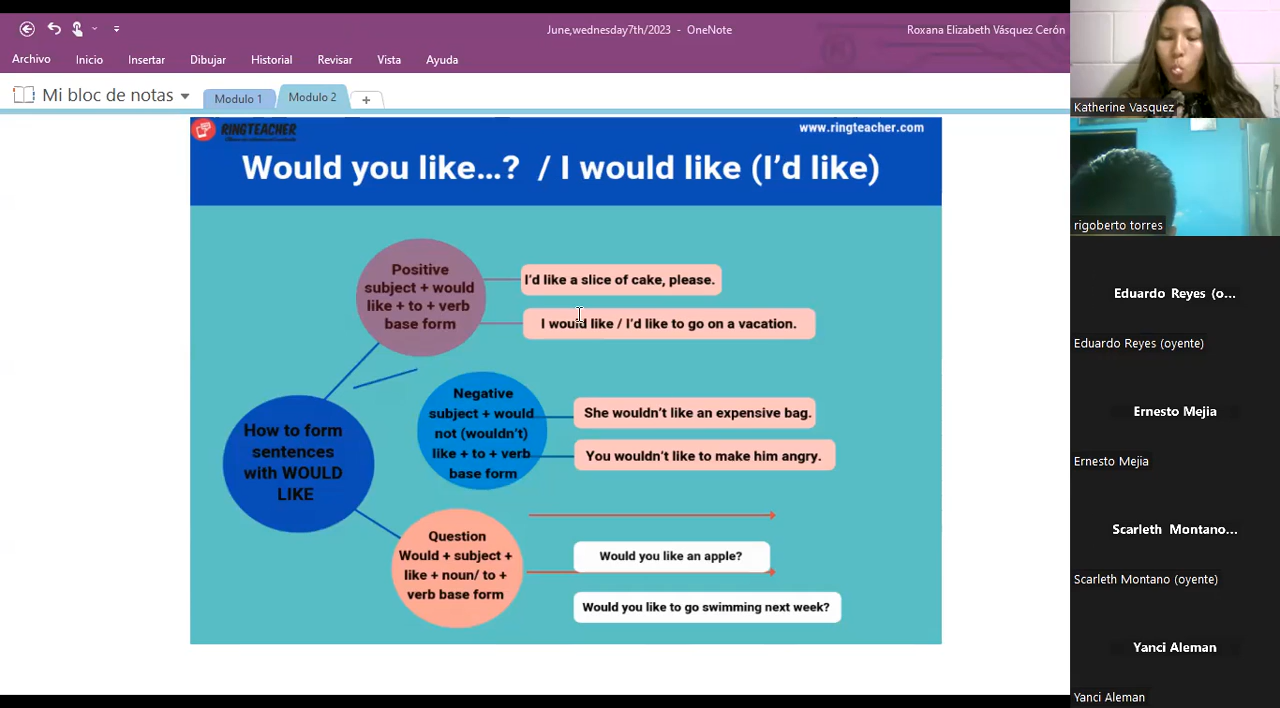 June,wednesday7th/2023 - OneNote
Roxana Elizabeth Vásquez Cerón
Archivo Inicio Insertar Dibujar Historial Revisar Vista Ayuda
Mi bloc de notas
Modulo 1
Modulo 2
RINGTEACHER
www.ringteacher.com
Would you like...? / I would like (I'd like)
Positive
subject + would
like + to + verb
base form
I'd like a slice of cake, please.
I would like / I'd like to go on a vacation.
How to form
sentences
with WOULD
LIKE
Negative
subject + would
not (wouldn't)
like + to + verb
base form
She wouldn't like an expensive bag.
You wouldn't like to make him angry.
Question
Would + subject +
like + noun/ to +
verb base form
Would you like an apple?
Would you like to go swimming next week?
Katherine Vasquez
rigoberto torres
Eduardo Reyes (o...
Eduardo Reyes (oyente)
Ernesto Mejia
Ernesto Mejia
Scarleth Montano...
Scarleth Montano (oyente)
Yanci Aleman
Yanci Aleman